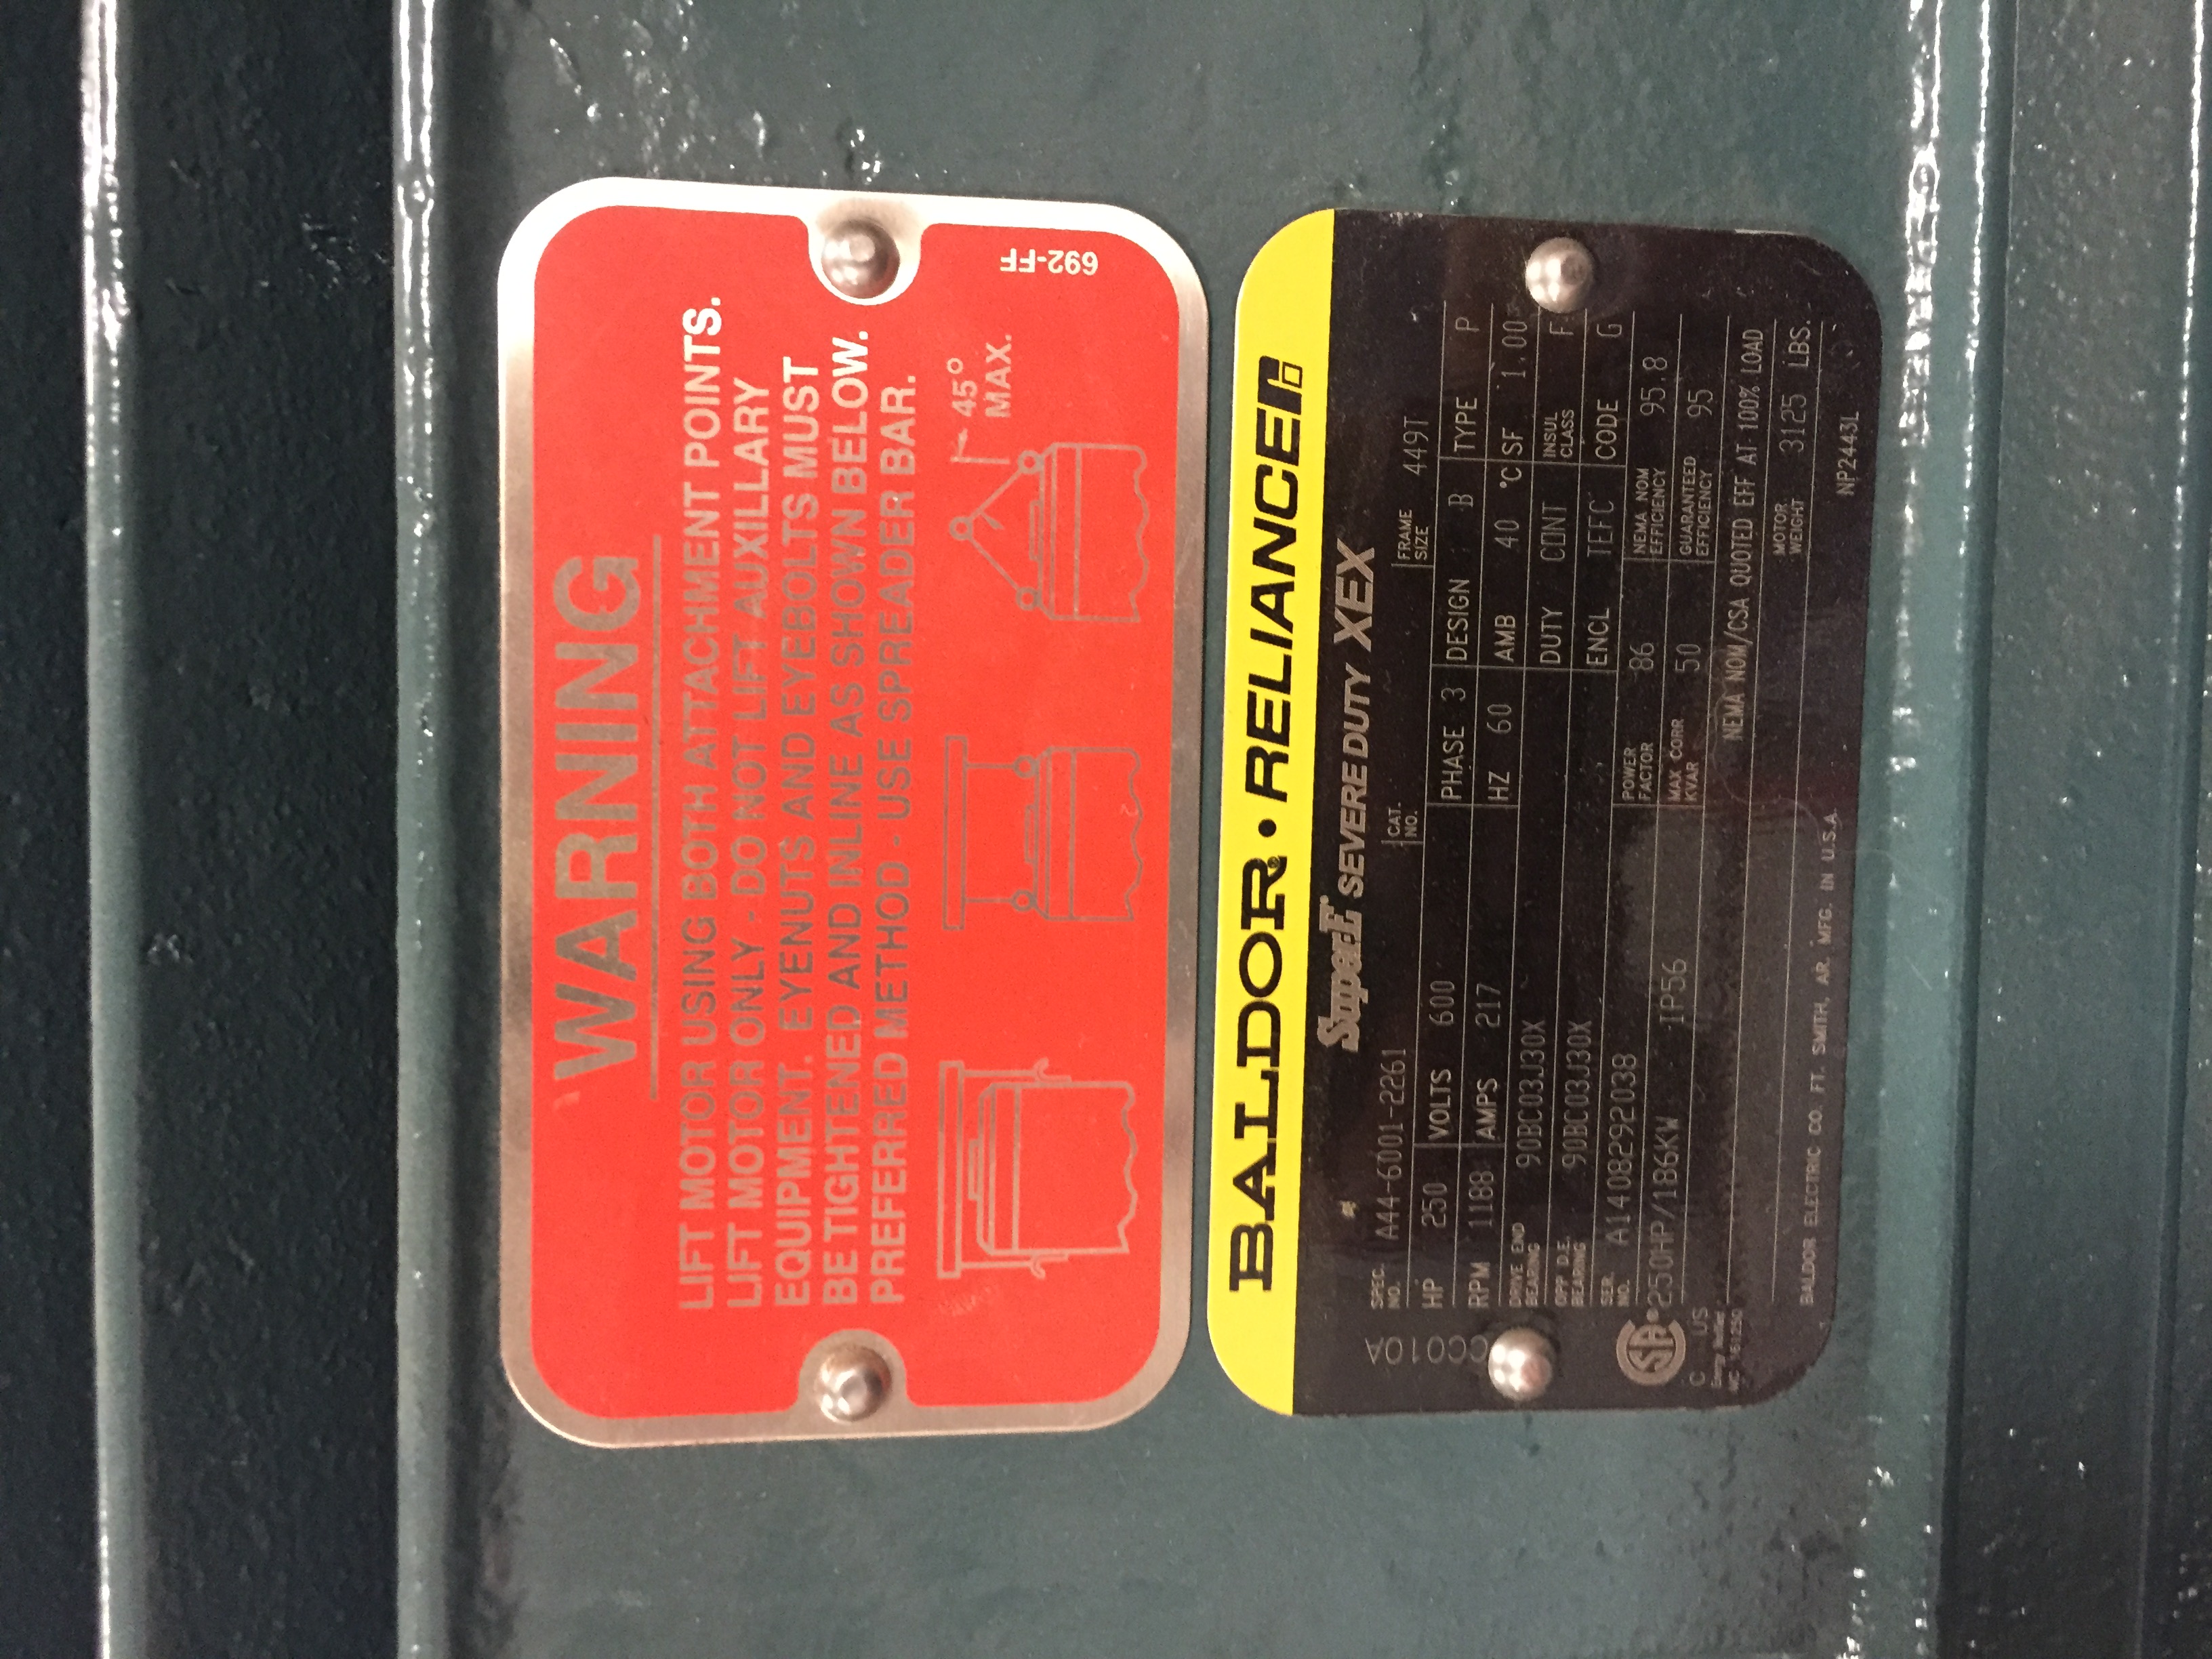 WARNING
LIFT MOTOR USING BOTH ATTACHMENT POINTS.
LIFT MOTOR ONLY - DO NOT LIFT AUXILLARY
EQUIPMENT. EYENUTS AND EYEBOLTS MUST
BE TIGHTENED AND INLINE AS SHOWN BELOW.
PREFERRED METHOD - USE SPREADER BAR.
45°
MAX.
692-FF
BALDOR • RELIANCE
Super-E SEVERE DUTY XEX
CC010A
SPEC. NO. A44-6001-2261 CAT. NO. FRAME SIZE 449T
HP 250 VOLTS 600 PHASE 3 DESIGN B TYPE P
RPM 1188 AMPS 217 HZ 60 AMB 40 °C SF 1.00
DRIVE END BEARING 90BC03J30X DUTY CONT INSUL CLASS F
OPP D.E. BEARING 90BC03J30X ENCL TEFC CODE G
SER. NO. A1408292038 POWER FACTOR 86 NEMA NOM EFFICIENCY 95.8
SA® 250HP/186KW IP56 MAX CORR KVAR 50 GUARANTEED EFFICIENCY 95
C US
NEMA NOM/CSA QUOTED EFF AT 100% LOAD
MOTOR WEIGHT 3125 LBS.
BALDOR ELECTRIC CO. FT. SMITH, AR. MFG. IN U.S.A. NP2443L